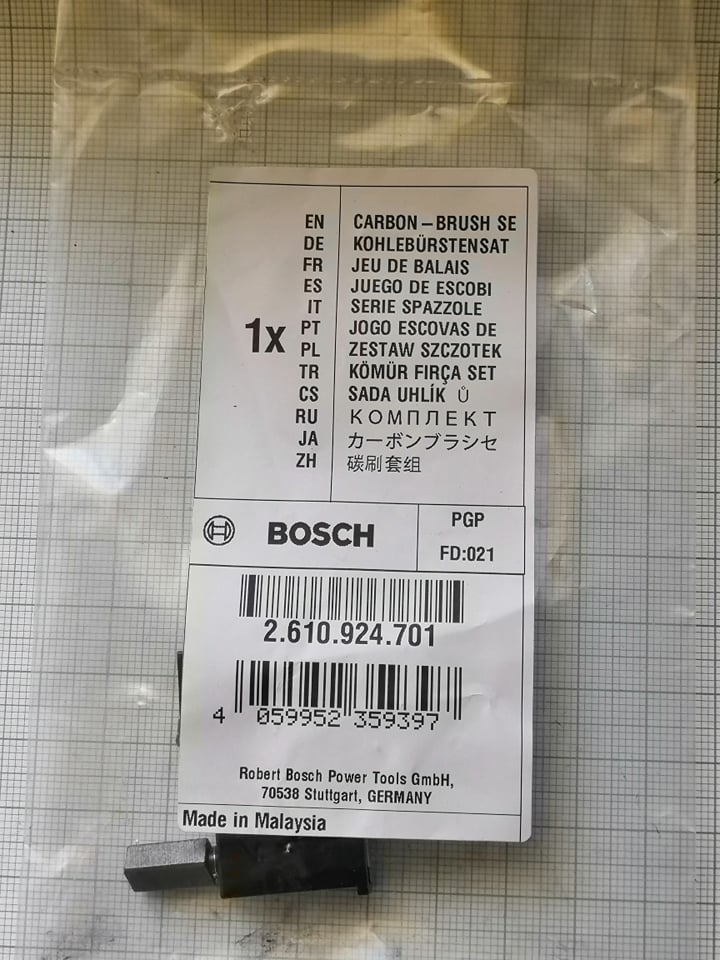 1x
EN CARBON – BRUSH SE
DE KOHLEBÜRSTENSAT
FR JEU DE BALAIS
ES JUEGO DE ESCOBI
IT SERIE SPAZZOLE
PT JOGO ESCOVAS DE
PL ZESTAW SZCZOTEK
TR KÖMÜR FIRÇA SET
CS SADA UHLÍK Ů
RU КОМПЛЕКТ
JA カーボンブラシセ
ZH 碳刷套组
BOSCH
PGP
FD:021
2.610.924.701
4 059952 359397
Robert Bosch Power Tools GmbH,
70538 Stuttgart, GERMANY
Made in Malaysia